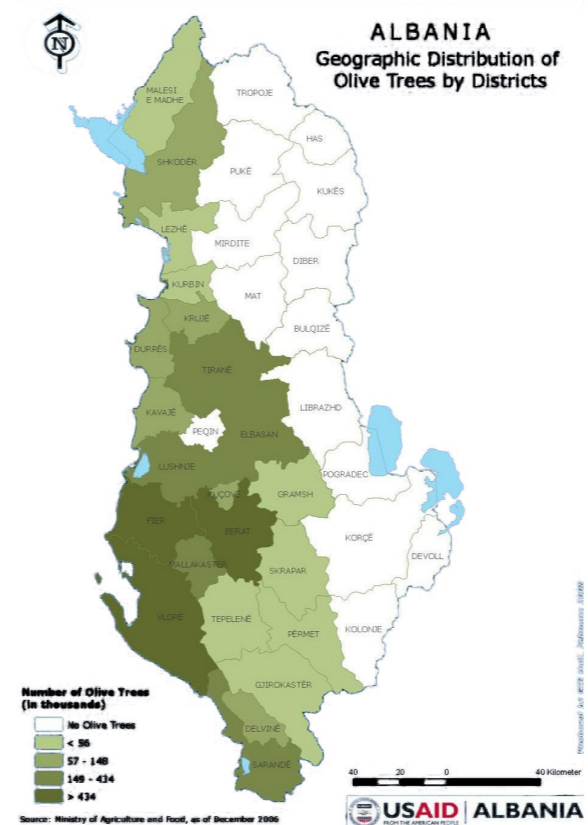 N
ALBANIA
Geographic Distribution of
Olive Trees by Districts
MALESI
E MADHE
TROPOJE
HAS
SHKODËR
PUKË
KUKËS
LEZHË
MIRDITE
DIBER
KURBIN
MAT
KRUJË
BULQIZË
DURRËS
TIRANË
LIBRAZHD
KAVAJË
PEQIN
ELBASAN
LUSHNJE
POGRADEC
KUÇOVË
GRAMSH
FIER
BERAT
KORÇË
DEVOLL
MALLAKASTER
SKRAPAR
VLORË
TEPELENË
PËRMET
KOLONJE
GJIROKASTËR
DELVINË
SARANDË
Number of Olive Trees
(in thousands)
No Olive Trees
< 56
57 - 148
149 - 434
> 434
40 20 0 40 Kilometer
USAID | ALBANIA
FROM THE AMERICAN PEOPLE
Source: Ministry of Agriculture and Food, as of December 2006